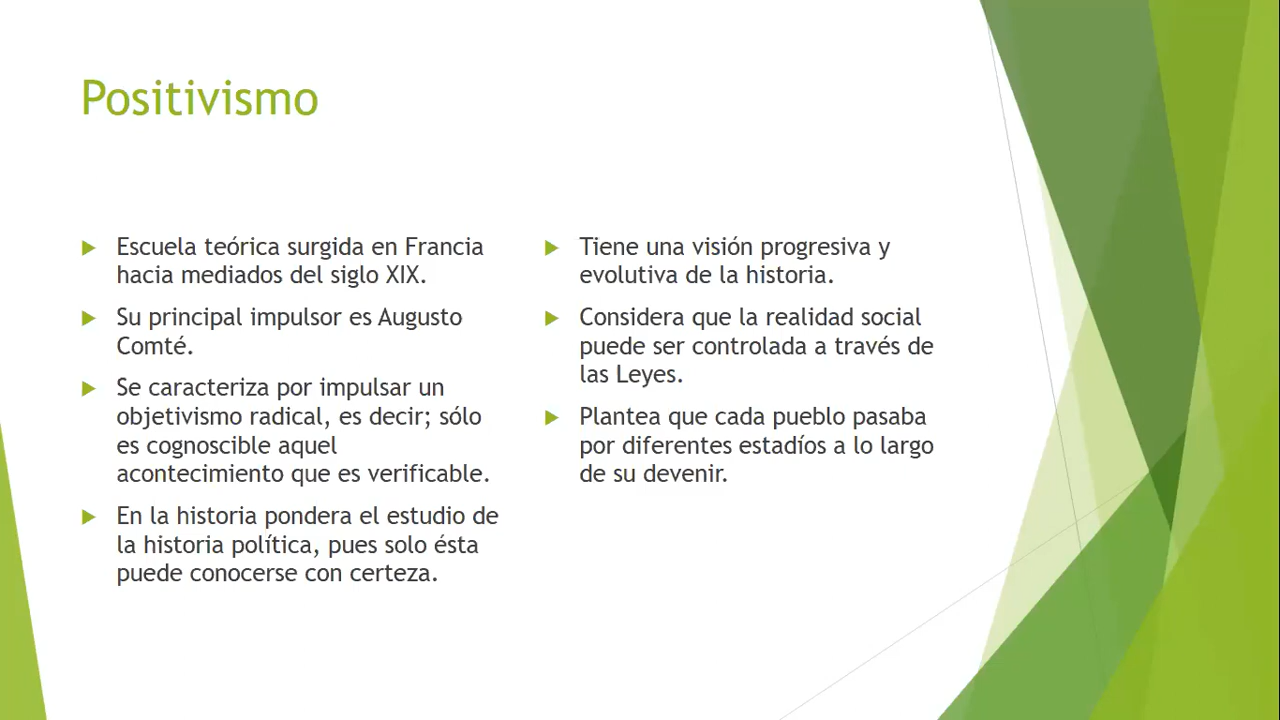 Positivismo
Escuela teórica surgida en Francia
hacia mediados del siglo XIX.
Su principal impulsor es Augusto
Comté.
Se caracteriza por impulsar un
objetivismo radical, es decir; sólo
es cognoscible aquel
acontecimiento que es verificable.
En la historia pondera el estudio de
la historia política, pues solo ésta
puede conocerse con certeza.
Tiene una visión progresiva y
evolutiva de la historia.
Considera que la realidad social
puede ser controlada a través de
las Leyes.
Plantea que cada pueblo pasaba
por diferentes estadíos a lo largo
de su devenir.